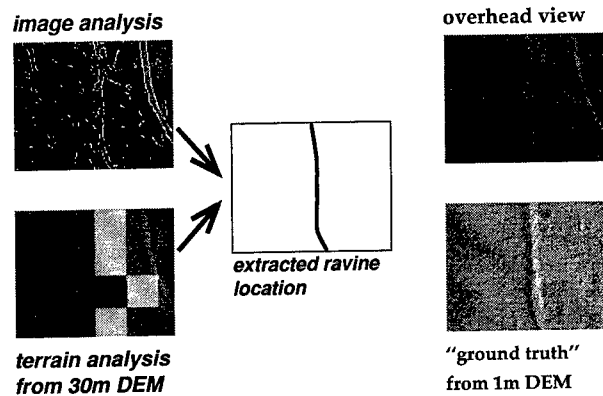 image analysis
overhead view
extracted ravine
location
terrain analysis
from 30m DEM
"ground truth"
from 1m DEM